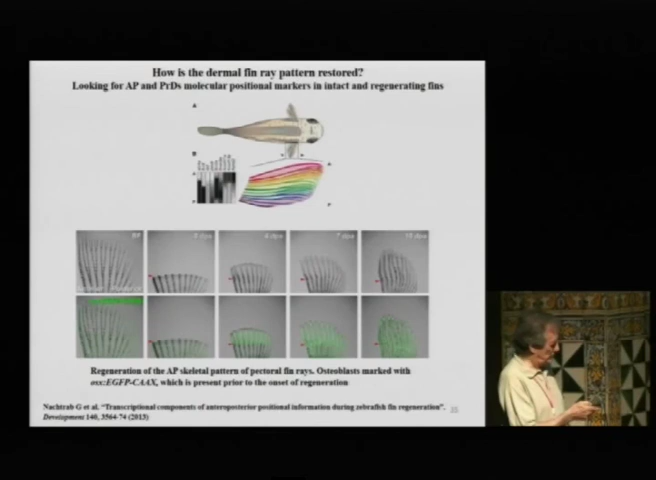 How is the dermal fin ray pattern restored?
Looking for AP and PrDs molecular positional markers in intact and regenerating fins
A
B
7 dpa
Regeneration of the AP skeletal pattern of pectoral fin rays. Osteoblasts marked with
osx:EGFP-CAAX, which is present prior to the onset of regeneration
Nachtrab G et al. "Transcriptional components of anteroposterior positional information during zebrafish fin regeneration".
Development 140, 3564-74 (2013)